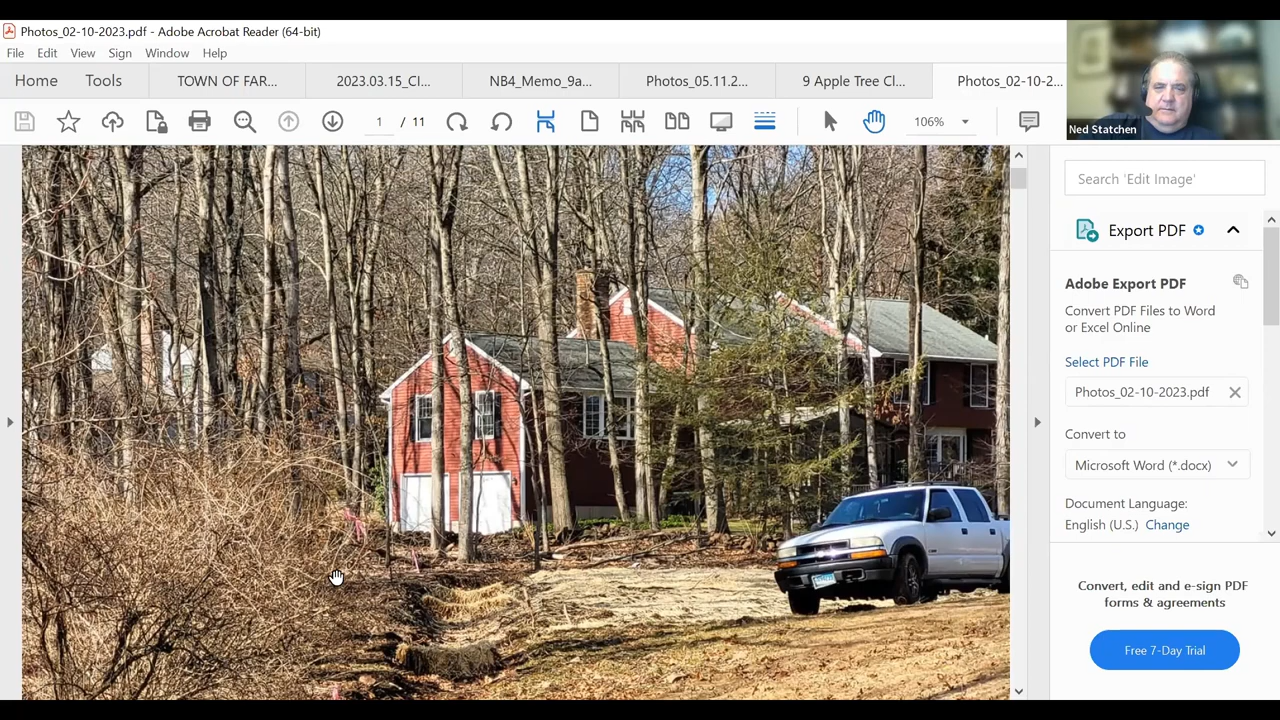 Photos_02-10-2023.pdf - Adobe Acrobat Reader (64-bit)
File Edit View Sign Window Help
Home Tools TOWN OF FAR... 2023.03.15_CI... NB4_Memo_9a... Photos_05.11.2... 9 Apple Tree Cl... Photos_02-10-2...
1 / 11 106%
Ned Statchen
Search 'Edit Image'
Export PDF
Adobe Export PDF
Convert PDF Files to Word
or Excel Online
Select PDF File
Photos_02-10-2023.pdf
Convert to
Microsoft Word (*.docx)
Document Language:
English (U.S.) Change
Convert, edit and e-sign PDF
forms & agreements
Free 7-Day Trial